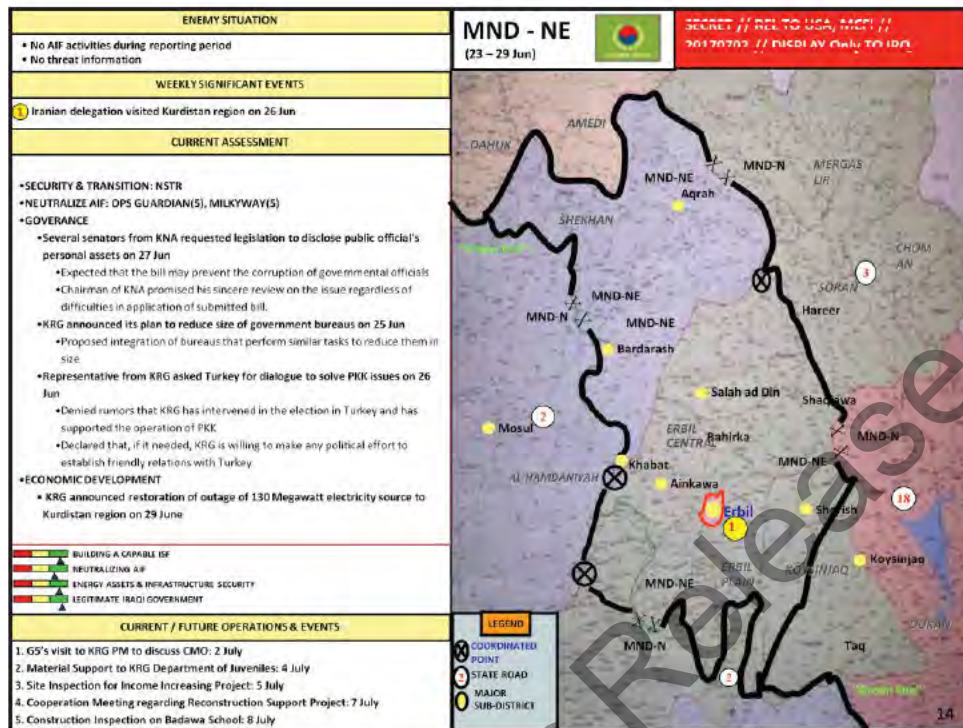 ENEMY SITUATION
• No AIF activities during reporting period
• No threat information
WEEKLY SIGNIFICANT EVENTS
1 Iranian delegation visited Kurdistan region on 26 Jun
CURRENT ASSESSMENT
•SECURITY & TRANSITION: NSTR
•NEUTRALIZE AIF: OPS GUARDIAN(5), MILKYWAY(5)
•GOVERANCE
•Several senators from KNA requested legislation to disclose public official's
personal assets on 27 Jun
•Expected that the bill may prevent the corruption of governmental officials
•Chairman of KNA promised his sincere review on the issue regardless of
difficulties in application of submitted bill.
•KRG announced its plan to reduce size of government bureaus on 25 Jun
•Proposed integration of bureaus that perform similar tasks to reduce them in
size
•Representative from KRG asked Turkey for dialogue to solve PKK issues on 26
Jun
•Denied rumors that KRG has intervened in the election in Turkey and has
supported the operation of PKK
•Declared that, if it needed, KRG is willing to make any political effort to
establish friendly relations with Turkey
•ECONOMIC DEVELOPMENT
• KRG announced restoration of outage of 130 Megawatt electricity source to
Kurdistan region on 29 June
BUILDING A CAPABLE ISF
NEUTRALIZING AIF
ENERGY ASSETS & INFRASTRUCTURE SECURITY
LEGITIMATE IRAQI GOVERNMENT
CURRENT / FUTURE OPERATIONS & EVENTS
1. G5's visit to KRG PM to discuss CMO: 2 July
2. Material Support to KRG Department of Juveniles: 4 July
3. Site Inspection for Income Increasing Project: 5 July
4. Cooperation Meeting regarding Reconstruction Support Project: 7 July
5. Construction Inspection on Badawa School: 8 July
MND - NE
(23 – 29 Jun)
SECRET // REL TO USA, MCFI //
20170702 // DISPLAY Only TO IRQ
AMEDI
DAHUK
MND-N
MERGAS
UR
MND-NE
Aqrah
SHEKHAN
CHOM
AN
3
SORAN
MND-NE
Hareer
MND-N
MND-NE
Bardarash
Salah ad Din
Shaqlawa
2
Mosul
ERBIL
CENTRAL
Bahirka
MND-N
MND-NE
Khabat
AL HAMDANIYAH
Ainkawa
18
Erbil
Shorish
1
Koysinjaq
ERBIL
PLAIN
KOYSINJAQ
MND-NE
DUKAN
MND-N
Taq
2
LEGEND
COORDINATED
POINT
2 STATE ROAD
MAJOR
SUB-DISTRICT
Release
14